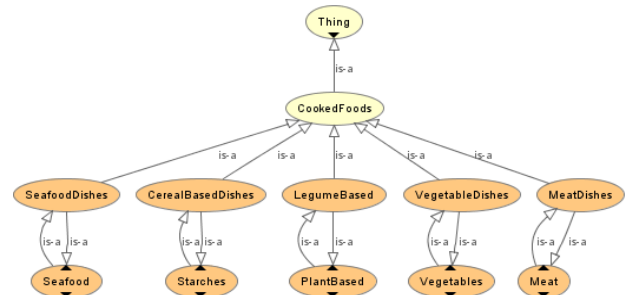 Thing
is-a
CookedFoods
is-a is-a is-a is-a is-a
SeafoodDishes CerealBasedDishes LegumeBased VegetableDishes MeatDishes
is-a is-a is-a is-a is-a is-a is-a is-a is-a is-a
Seafood Starches PlantBased Vegetables Meat